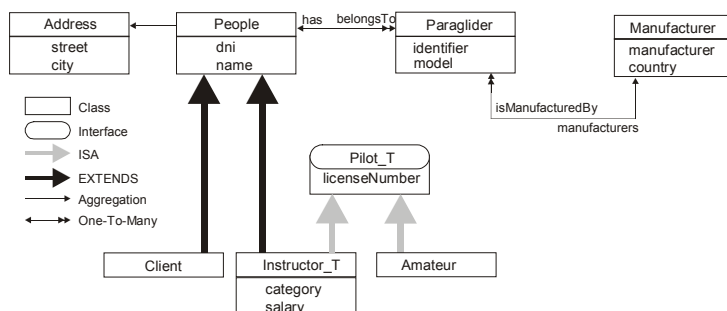 Address
street
city
People
dni
name
has
belongsTo
Paraglider
identifier
model
Manufacturer
manufacturer
country
isManufacturedBy
manufacturers
Class
Interface
ISA
EXTENDS
Aggregation
One-To-Many
Pilot_T
licenseNumber
Client
Instructor_T
category
salary
Amateur